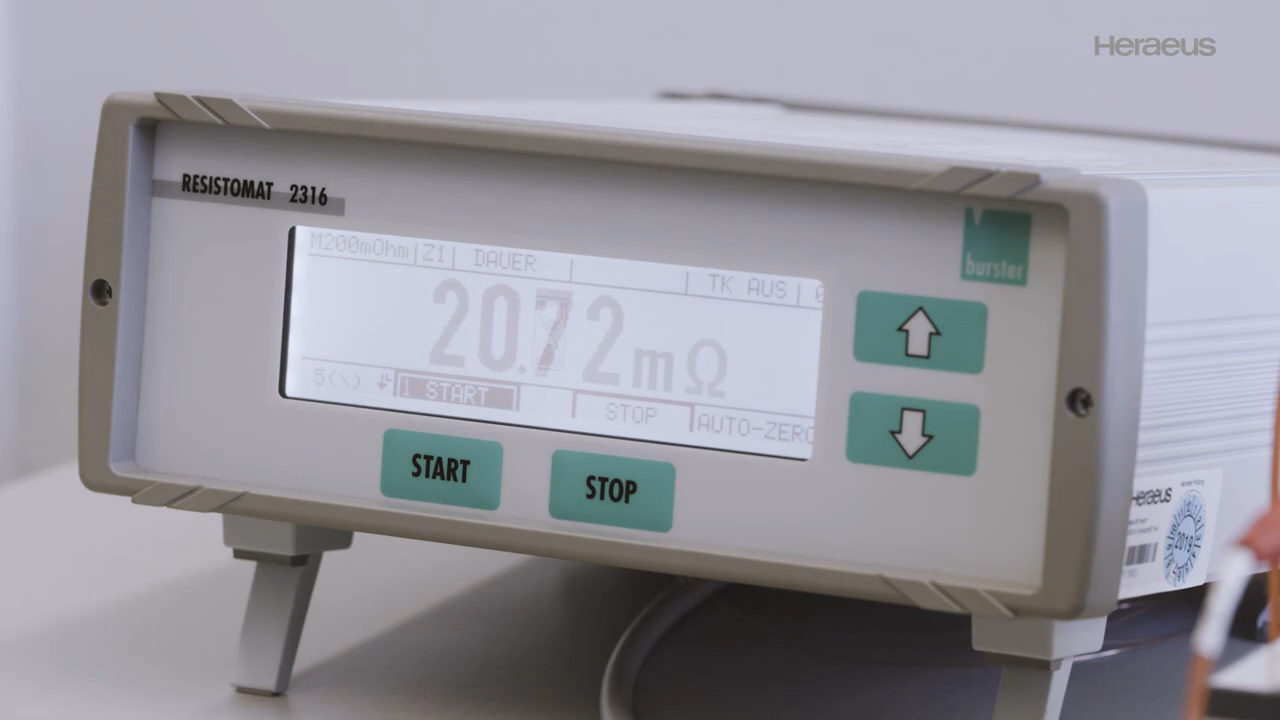 Heraeus
RESISTOMAT 2316
burster
M200mOhm|Z1| DAUER | | TK AUS |
20.72mΩ
1 START
STOP
AUTO-ZERO
START
STOP
Heraeus
2019